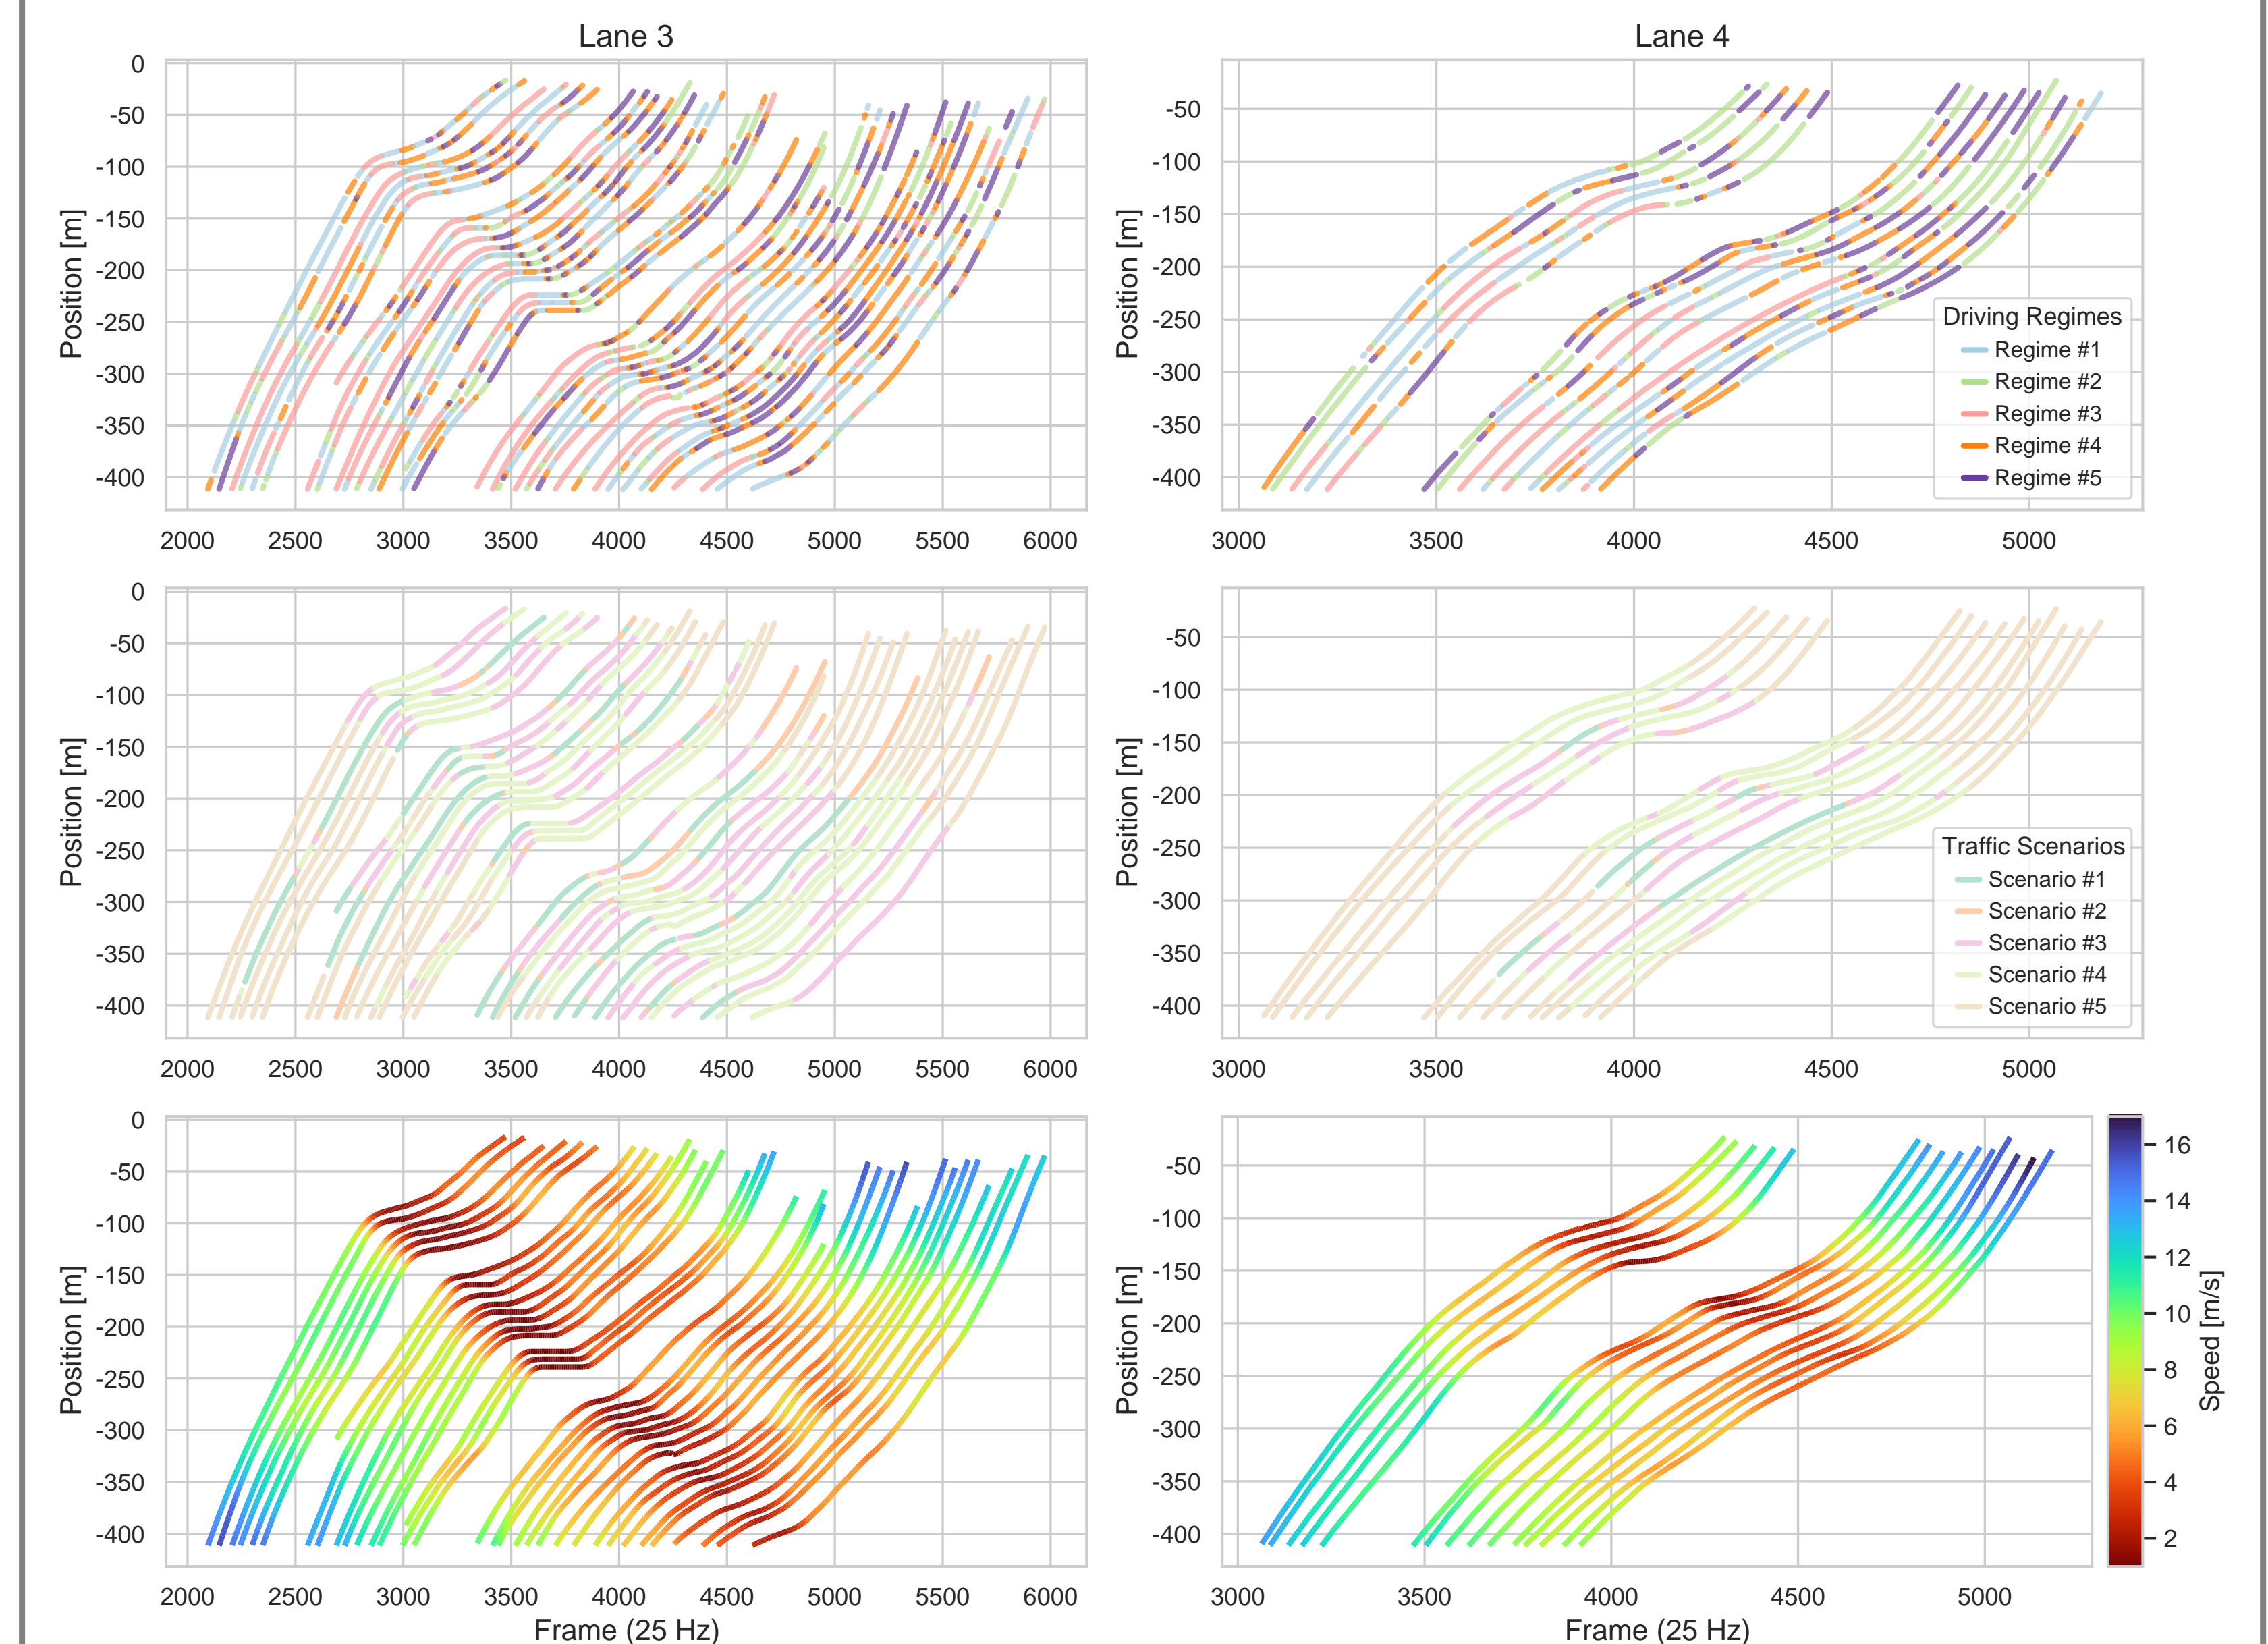 Lane 3
Lane 4
0
-50
-100
-150
-200
-250
-300
-350
-400
Position [m]
2000 2500 3000 3500 4000 4500 5000 5500 6000
-50
-100
-150
-200
-250
-300
-350
-400
Position [m]
3000 3500 4000 4500 5000
Driving Regimes
Regime #1
Regime #2
Regime #3
Regime #4
Regime #5
0
-50
-100
-150
-200
-250
-300
-350
-400
Position [m]
2000 2500 3000 3500 4000 4500 5000 5500 6000
-50
-100
-150
-200
-250
-300
-350
-400
Position [m]
3000 3500 4000 4500 5000
Traffic Scenarios
Scenario #1
Scenario #2
Scenario #3
Scenario #4
Scenario #5
0
-50
-100
-150
-200
-250
-300
-350
-400
Position [m]
2000 2500 3000 3500 4000 4500 5000 5500 6000
Frame (25 Hz)
-50
-100
-150
-200
-250
-300
-350
-400
Position [m]
3000 3500 4000 4500 5000
Frame (25 Hz)
16
14
12
10
8
6
4
2
Speed [m/s]